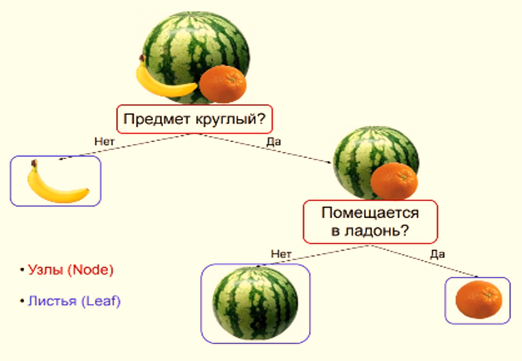 Предмет круглый?
Нет
Да
Помещается
в ладонь?
Нет
Да
• Узлы (Node)
• Листья (Leaf)